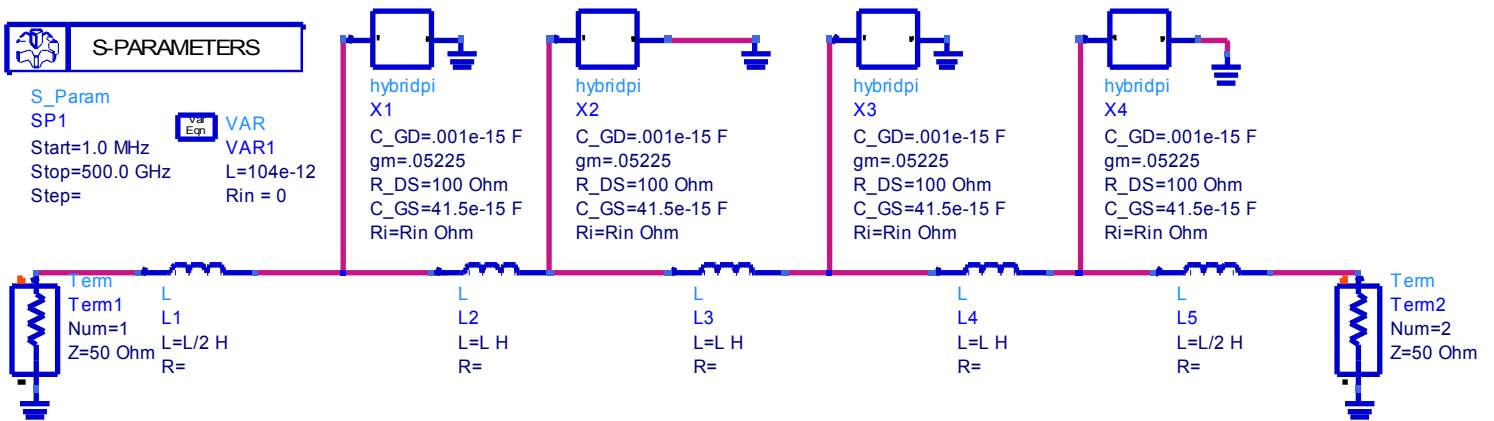 S-PARAMETERS
S_Param
SP1
Start=1.0 MHz
Stop=500.0 GHz
Step=
Var
Eqn
VAR
VAR1
L=104e-12
Rin = 0
hybridpi
X1
C_GD=.001e-15 F
gm=.05225
R_DS=100 Ohm
C_GS=41.5e-15 F
Ri=Rin Ohm
hybridpi
X2
C_GD=.001e-15 F
gm=.05225
R_DS=100 Ohm
C_GS=41.5e-15 F
Ri=Rin Ohm
hybridpi
X3
C_GD=.001e-15 F
gm=.05225
R_DS=100 Ohm
C_GS=41.5e-15 F
Ri=Rin Ohm
hybridpi
X4
C_GD=.001e-15 F
gm=.05225
R_DS=100 Ohm
C_GS=41.5e-15 F
Ri=Rin Ohm
Term
Term1
Num=1
Z=50 Ohm
L
L1
L=L/2 H
R=
L
L2
L=L H
R=
L
L3
L=L H
R=
L
L4
L=L H
R=
L
L5
L=L/2 H
R=
Term
Term2
Num=2
Z=50 Ohm